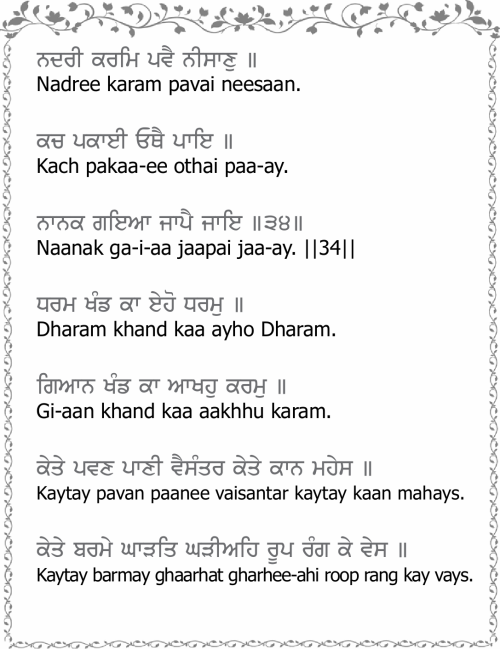 ਨਦਰੀ ਕਰਮਿ ਪਵੈ ਨੀਸਾਣੁ ॥
Nadree karam pavai neesaan.
ਕਚ ਪਕਾਈ ਓਥੈ ਪਾਇ ॥
Kach pakaa-ee othai paa-ay.
ਨਾਨਕ ਗਇਆ ਜਾਪੈ ਜਾਇ ॥੩੪॥
Naanak ga-i-aa jaapai jaa-ay. ||34||
ਧਰਮ ਖੰਡ ਕਾ ਏਹੋ ਧਰਮੁ ॥
Dharam khand kaa ayho Dharam.
ਗਿਆਨ ਖੰਡ ਕਾ ਆਖਹੁ ਕਰਮੁ ॥
Gi-aan khand kaa aakhhu karam.
ਕੇਤੇ ਪਵਣ ਪਾਣੀ ਵੈਸੰਤਰ ਕੇਤੇ ਕਾਨ ਮਹੇਸ ॥
Kaytay pavan paanee vaisantar kaytay kaan mahays.
ਕੇਤੇ ਬਰਮੇ ਘਾੜਤਿ ਘੜੀਅਹਿ ਰੂਪ ਰੰਗ ਕੇ ਵੇਸ ॥
Kaytay barmay ghaarhat gharhee-ahi roop rang kay vays.